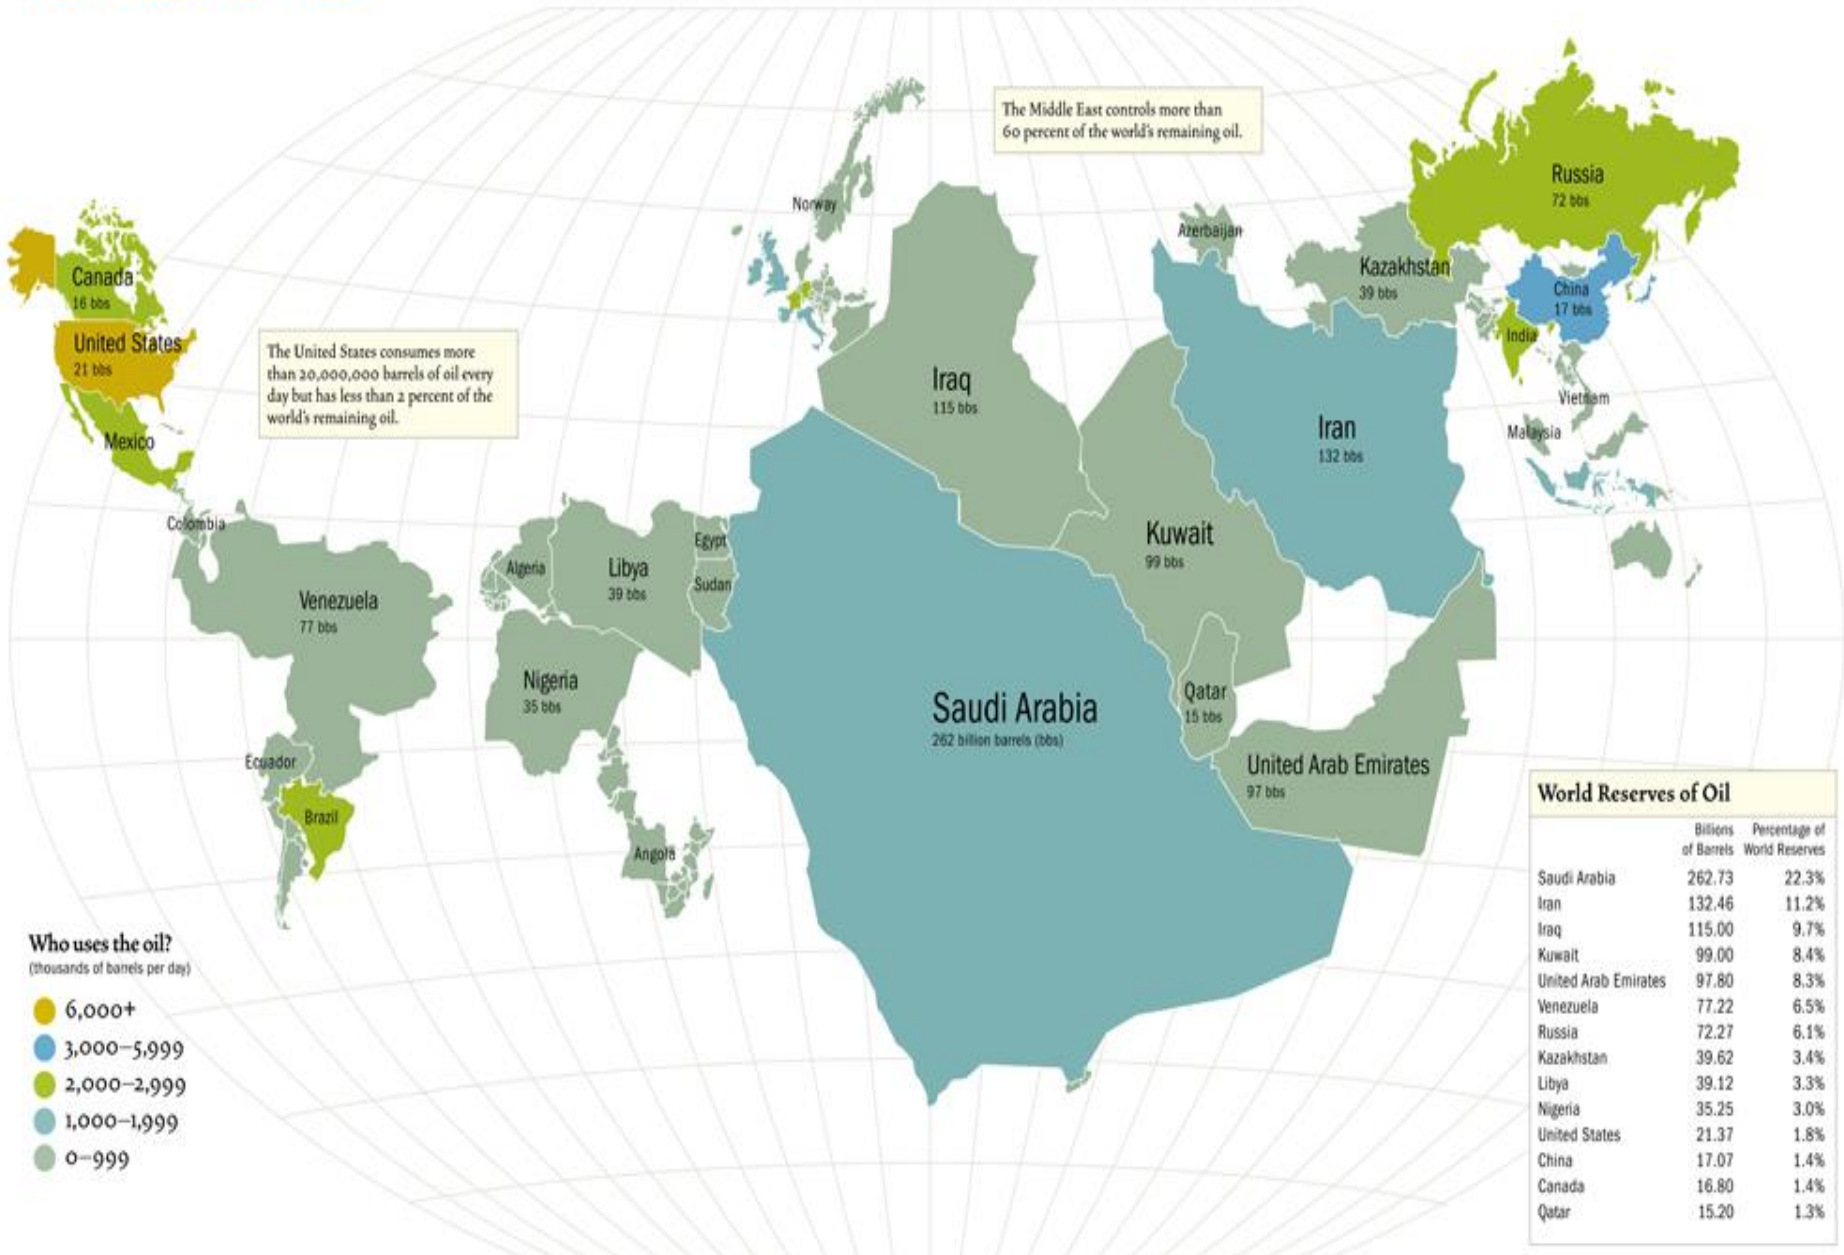 The Middle East controls more than
60 percent of the world's remaining oil.
Russia
72 bbs
Norway
Azerbaijan
Canada
16 bbs
Kazakhstan
39 bbs
China
17 bbs
United States
21 bbs
India
The United States consumes more
than 20,000,000 barrels of oil every
day but has less than 2 percent of the
world's remaining oil.
Iraq
115 bbs
Vietnam
Mexico
Iran
132 bbs
Malaysia
Colombia
Egypt
Kuwait
99 bbs
Algeria
Libya
39 bbs
Sudan
Venezuela
77 bbs
Nigeria
35 bbs
Saudi Arabia
262 billion barrels (bbs)
Qatar
15 bbs
Ecuador
United Arab Emirates
97 bbs
Brazil
Angola
Who uses the oil?
(thousands of barrels per day)
6,000+
3,000–5,999
2,000–2,999
1,000–1,999
0–999
World Reserves of Oil
Billions Percentage of
of Barrels World Reserves
Saudi Arabia 262.73 22.3%
Iran 132.46 11.2%
Iraq 115.00 9.7%
Kuwait 99.00 8.4%
United Arab Emirates 97.80 8.3%
Venezuela 77.22 6.5%
Russia 72.27 6.1%
Kazakhstan 39.62 3.4%
Libya 39.12 3.3%
Nigeria 35.25 3.0%
United States 21.37 1.8%
China 17.07 1.4%
Canada 16.80 1.4%
Qatar 15.20 1.3%